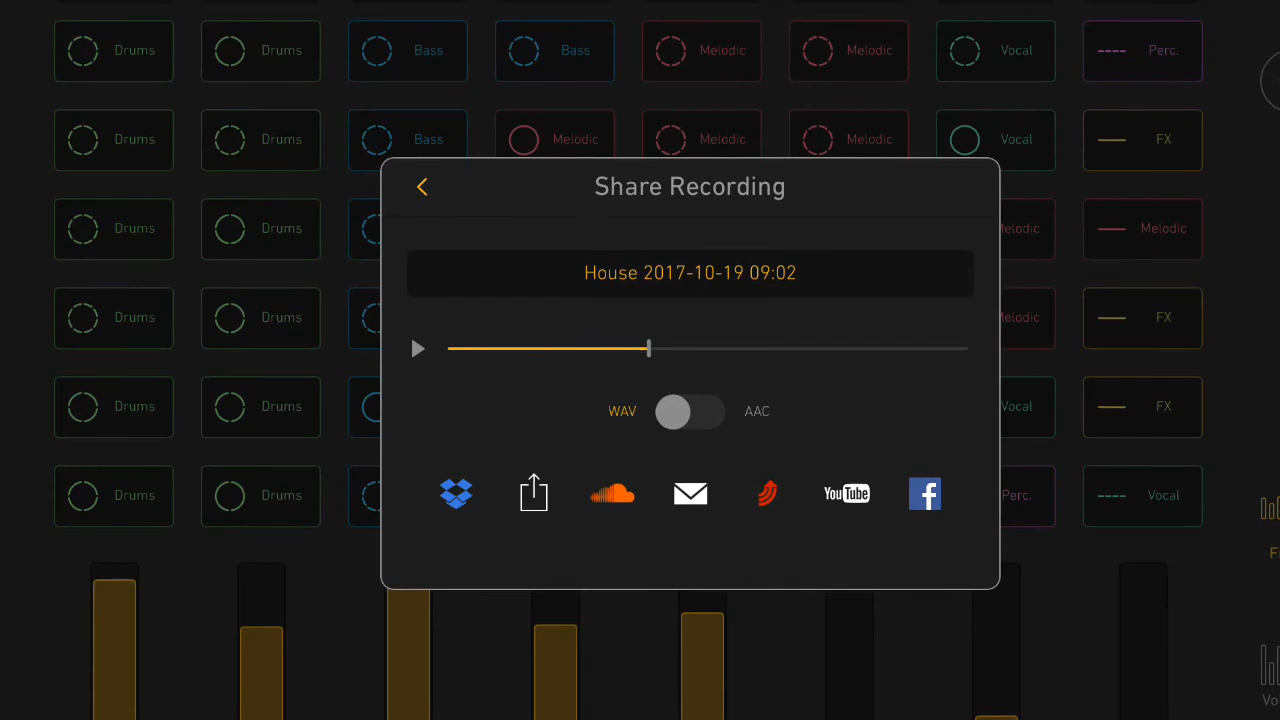 Drums Drums Bass Bass Melodic Melodic Vocal Perc.
Drums Drums Bass Melodic Melodic Melodic Vocal FX
Share Recording
Drums Drums Melodic
House 2017-10-19 09:02
Drums Drums FX
Drums Drums Vocal FX
WAV AAC
Drums Drums Perc. Vocal
YouTube
f